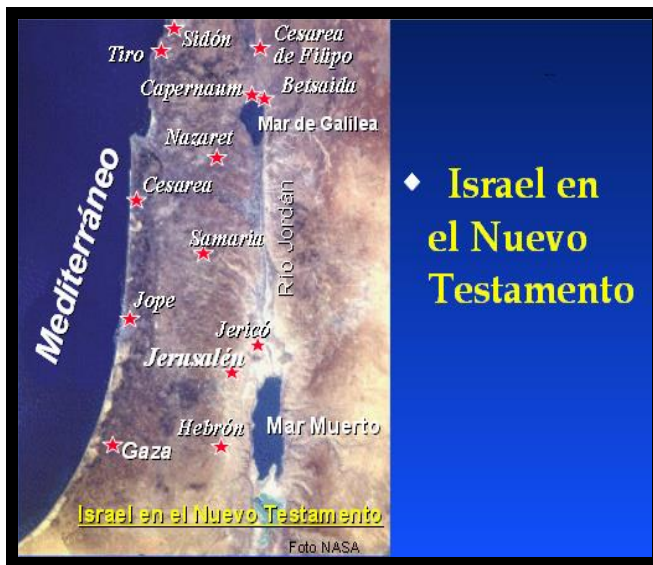 Sidón
Tiro
Cesarea
de Filipo
Capernaum
Betsaida
Mar de Galilea
Nazaret
Mediterráneo
Cesarea
Río Jordán
Samaria
Jope
Jericó
Jerusalén
Hebrón
Mar Muerto
Gaza
Israel en el Nuevo Testamento
Foto NASA
Israel en
el Nuevo
Testamento